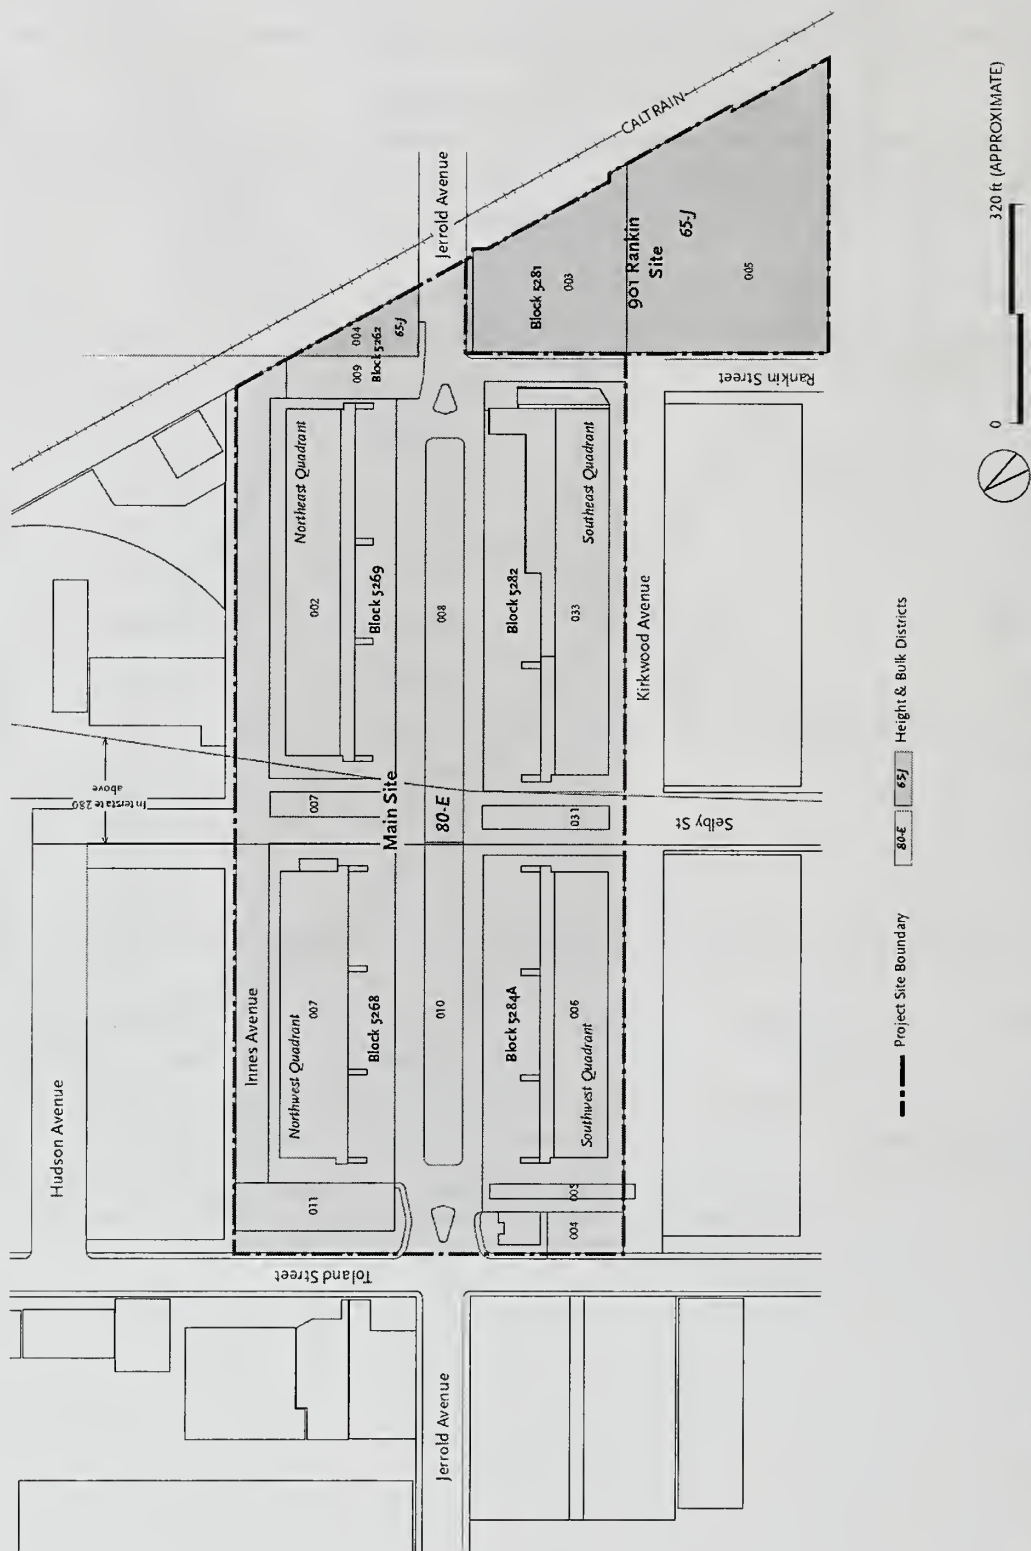 CALTRAIN
Jerrold Avenue
004
Block 5262
65-J
009
Block 5281
003
901 Rankin
Site
65-J
005
Rankin Street
Northeast Quadrant
002
Block 5269
008
Block 5282
Southeast Quadrant
033
Kirkwood Avenue
Interstate 280
above
007
Main Site
80-E
031
Selby St
Innes Avenue
Hudson Avenue
Northwest Quadrant
007
Block 5268
010
Block 5284A
006
Southwest Quadrant
011
005
004
Toland Street
Jerrold Avenue
0
320 ft (APPROXIMATE)
Project Site Boundary
80-E
65-J
Height & Bulk Districts